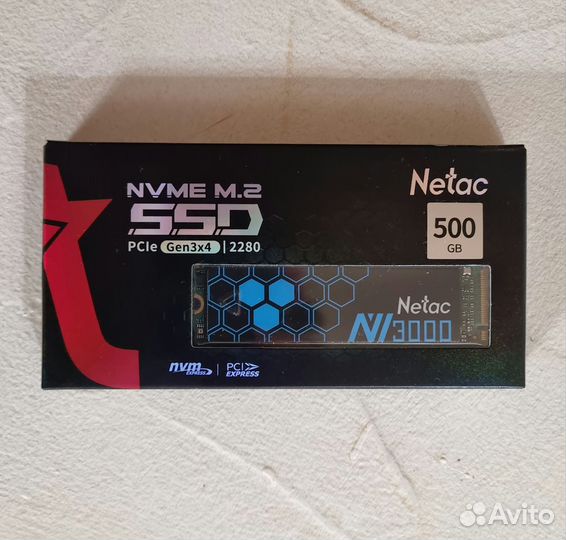 NVME M.2
Netac
SSD
500
GB
PCIe Gen3x4 | 2280
Netac
NV3000
nvm EXPRESS | PCI EXPRESS
Avito